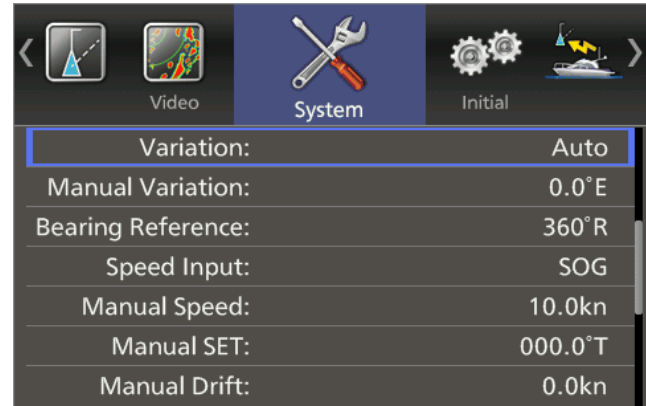 Video
System
Initial
Variation: Auto
Manual Variation: 0.0°E
Bearing Reference: 360°R
Speed Input: SOG
Manual Speed: 10.0kn
Manual SET: 000.0°T
Manual Drift: 0.0kn